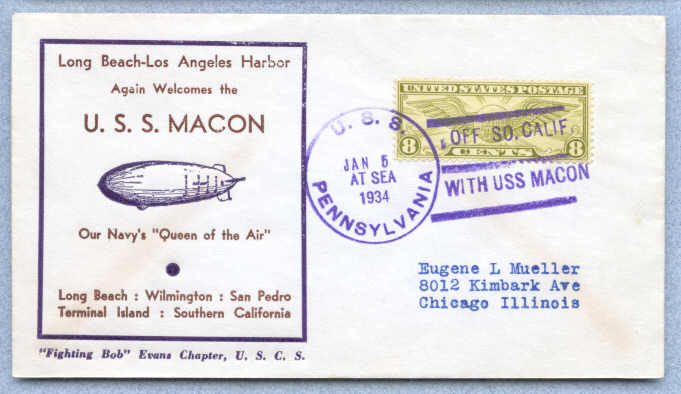 Long Beach-Los Angeles Harbor
Again Welcomes the
U. S. S. MACON
Our Navy's "Queen of the Air"
Long Beach : Wilmington : San Pedro
Terminal Island : Southern California
"Fighting Bob" Evans Chapter, U. S. C. S.
U. S. S.
JAN 5
AT SEA
1934
PENNSYLVANIA
UNITED STATES POSTAGE
8 CENTS 8
OFF SO. CALIF.
WITH USS MACON
Eugene L Mueller
8012 Kimbark Ave
Chicago Illinois